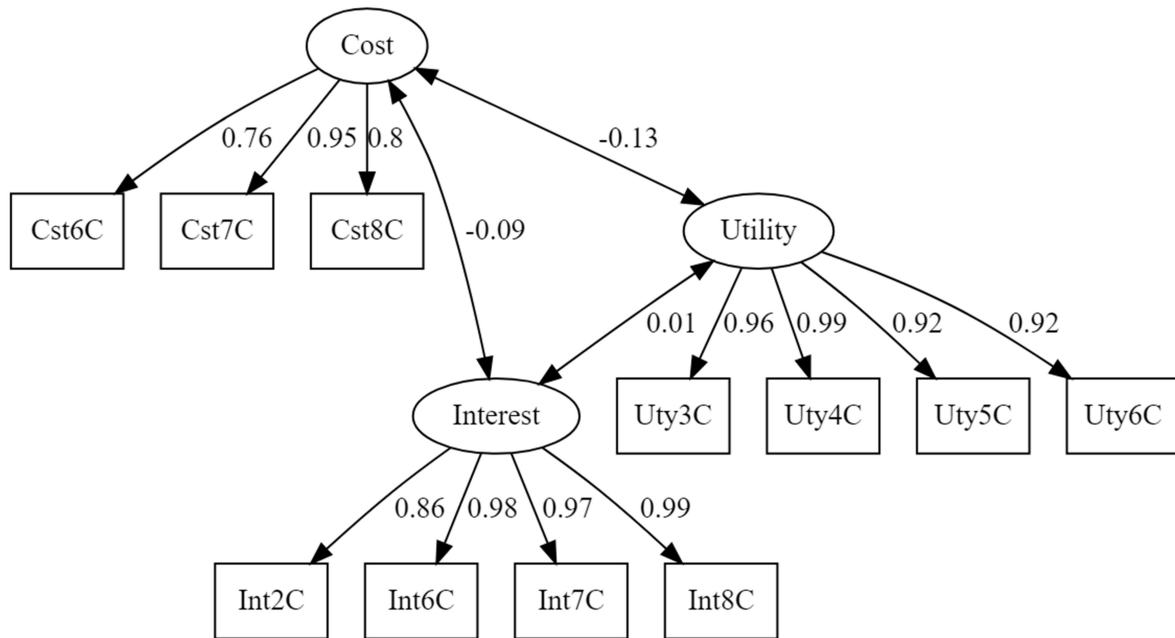 Cost
0.76 0.95 0.8 -0.13
Cst6C Cst7C Cst8C Utility
-0.09
0.01 0.96 0.99 0.92 0.92
Interest Uty3C Uty4C Uty5C Uty6C
0.86 0.98 0.97 0.99
Int2C Int6C Int7C Int8C